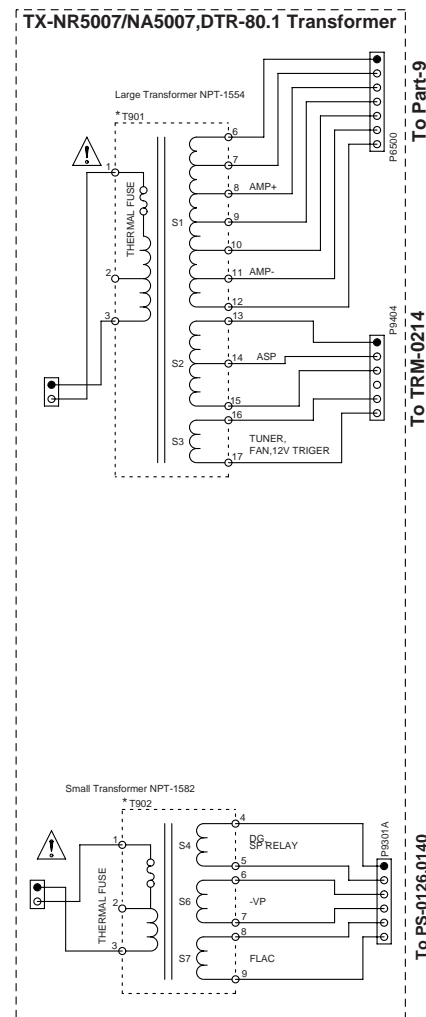 TX-NR5007/NA5007,DTR-80.1 Transformer
Large Transformer NPT-1554
* T901
THERMAL FUSE
1
2
3
S1
6
7
8 AMP+
9
10
11 AMP-
12
S2
13
14 ASP
15
S3
16
TUNER,
FAN,12V TRIGER
17
P6500
To Part-9
P9404
To TRM-0214
Small Transformer NPT-1582
* T902
THERMAL FUSE
1
2
3
S4
4
DG,
SP RELAY
5
S6
6
-VP
7
S7
8
FLAC
9
P9301A
To PS-0126,0140